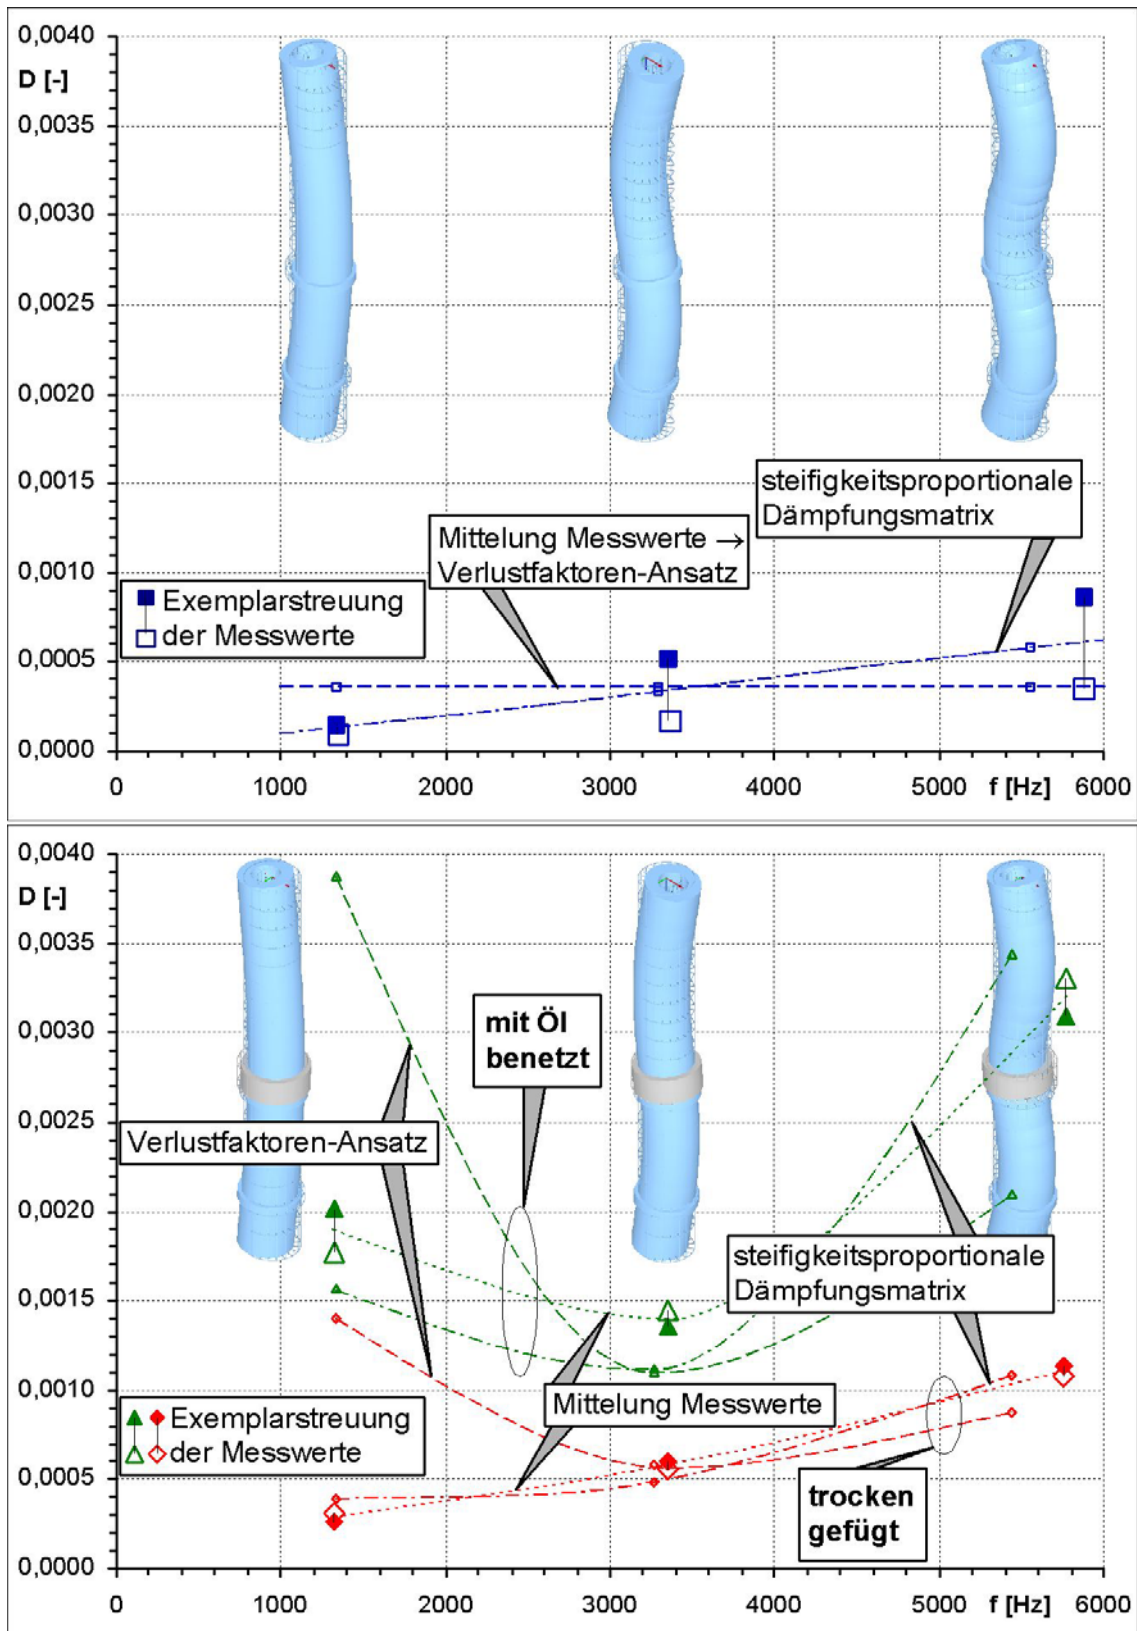 0,0040
D [-]
0,0035
0,0030
0,0025
0,0020
0,0015
0,0010
0,0005
0,0000
steifigkeitsproportionale
Dämpfungsmatrix
Mittelung Messwerte →
Verlustfaktoren-Ansatz
Exemplarstreuung
der Messwerte
0 1000 2000 3000 4000 5000 f [Hz] 6000
0,0040
D [-]
0,0035
0,0030
0,0025
0,0020
0,0015
0,0010
0,0005
0,0000
mit Öl
benetzt
Verlustfaktoren-Ansatz
steifigkeitsproportionale
Dämpfungsmatrix
Mittelung Messwerte
Exemplarstreuung
der Messwerte
trocken
gefügt
0 1000 2000 3000 4000 5000 f [Hz] 6000